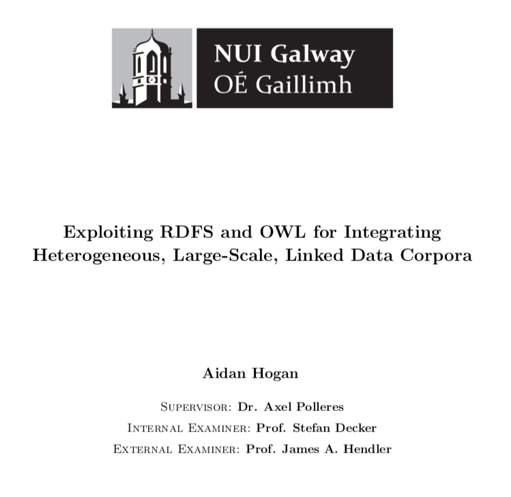 NUI Galway
OÉ Gaillimh
Exploiting RDFS and OWL for Integrating
Heterogeneous, Large-Scale, Linked Data Corpora
Aidan Hogan
Supervisor: Dr. Axel Polleres
Internal Examiner: Prof. Stefan Decker
External Examiner: Prof. James A. Hendler